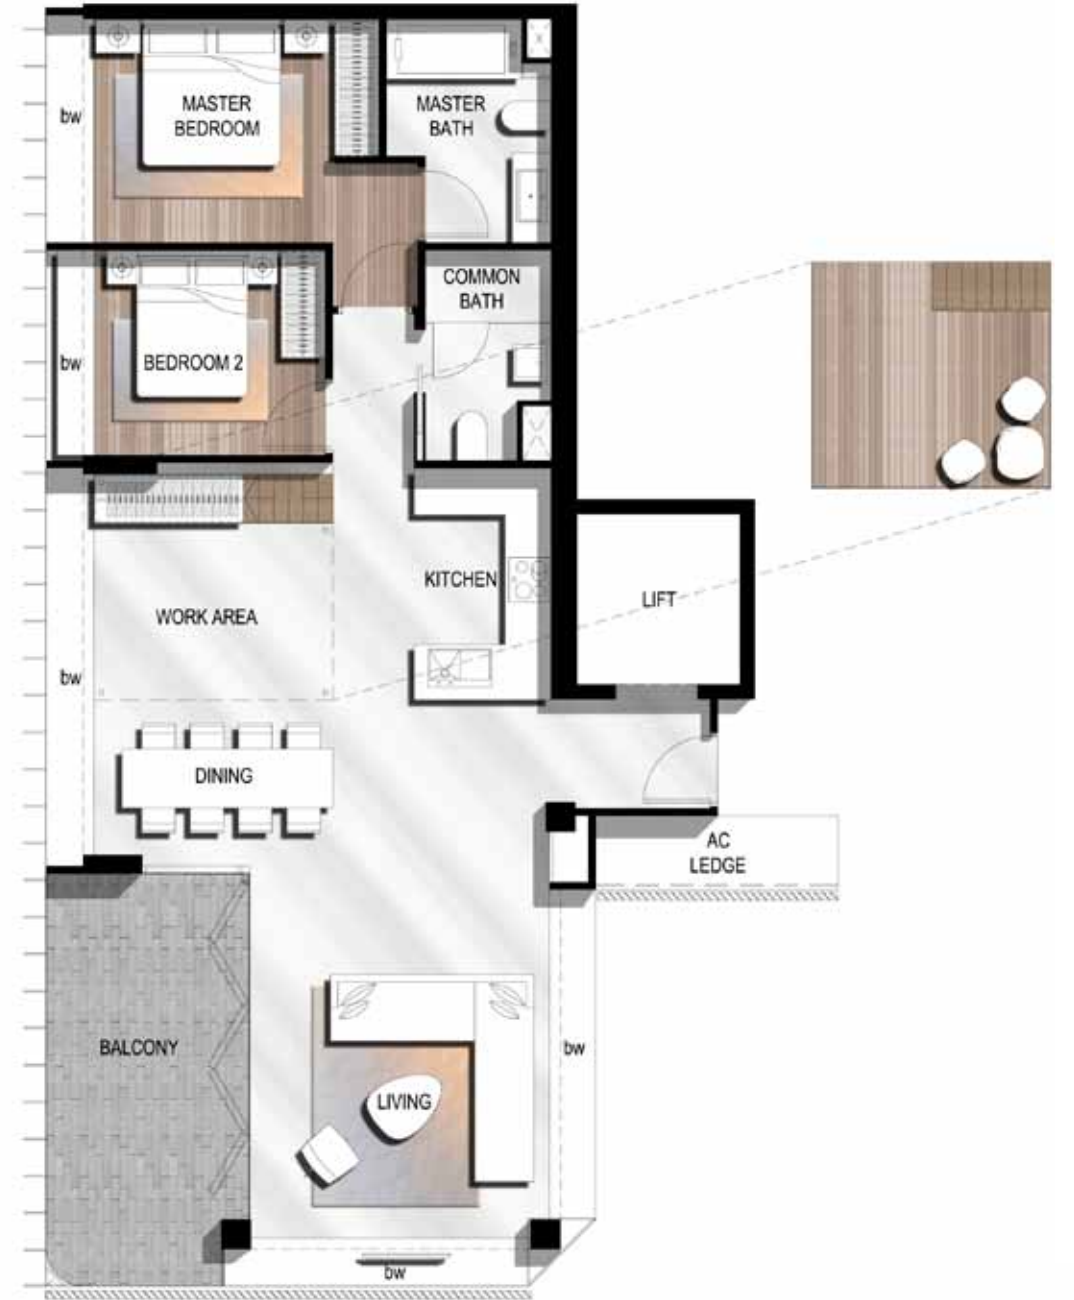 bw
MASTER
BEDROOM
MASTER
BATH
COMMON
BATH
bw
BEDROOM 2
KITCHEN
LIFT
WORK AREA
bw
DINING
AC
LEDGE
BALCONY
bw
LIVING
bw